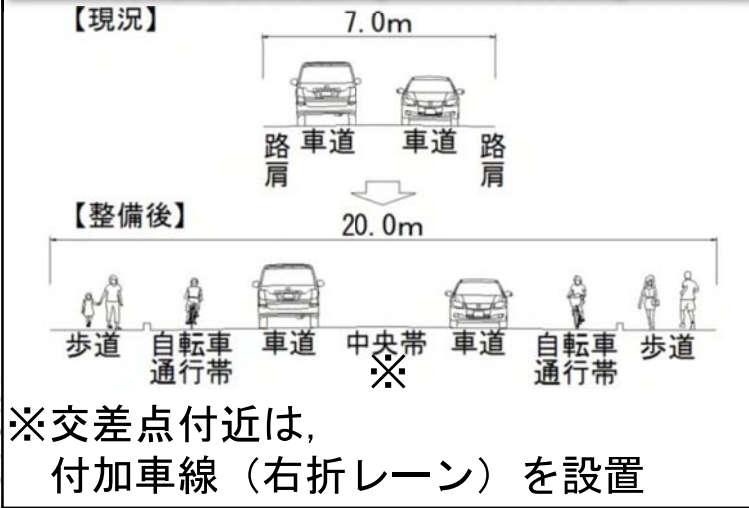 【現況】
7.0m
路肩 車道 車道 路肩
【整備後】
20.0m
歩道 自転車通行帯 車道 中央帯 車道 自転車通行帯 歩道
※
※交差点付近は,
付加車線（右折レーン）を設置